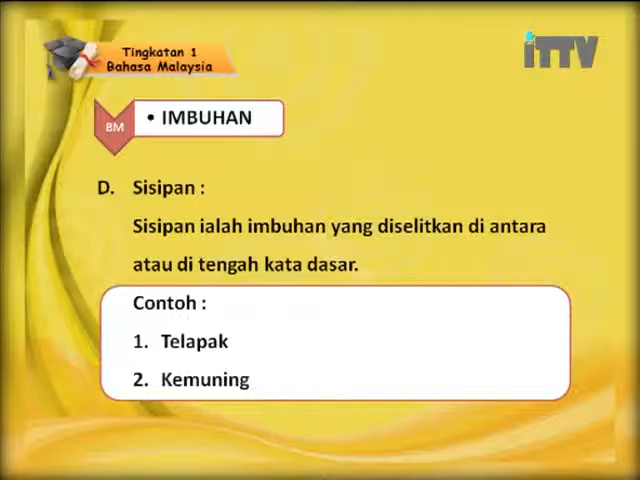 Tingkatan 1
Bahasa Malaysia
iTTV
BM
• IMBUHAN
D. Sisipan :
Sisipan ialah imbuhan yang diselitkan di antara
atau di tengah kata dasar.
Contoh :
1. Telapak
2. Kemuning